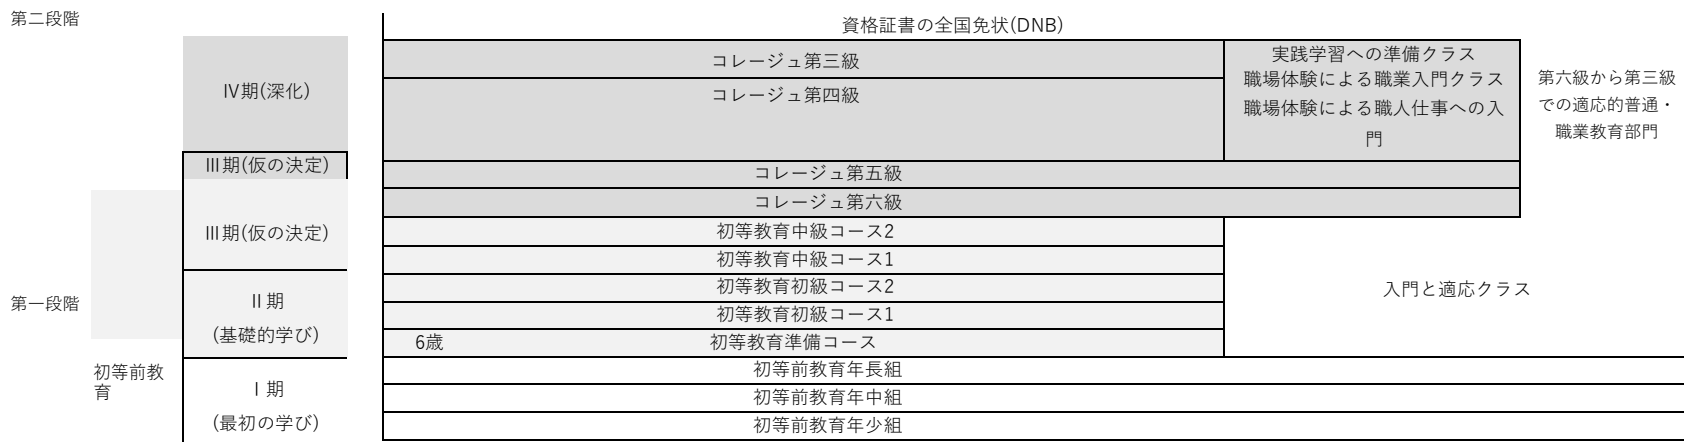 第二段階
資格証書の全国免状(DNB)
Ⅳ期(深化)
コレージュ第三級
コレージュ第四級
実践学習への準備クラス
職場体験による職業入門クラス
職場体験による職人仕事への入
門
第六級から第三級
での適応的普通・
職業教育部門
Ⅲ期(仮の決定)
コレージュ第五級
コレージュ第六級
Ⅲ期(仮の決定)
初等教育中級コース2
初等教育中級コース1
第一段階
Ⅱ期
(基礎的学び)
初等教育初級コース2
初等教育初級コース1
6歳
初等教育準備コース
入門と適応クラス
初等前教
育
Ⅰ期
(最初の学び)
初等前教育年長組
初等前教育年中組
初等前教育年少組